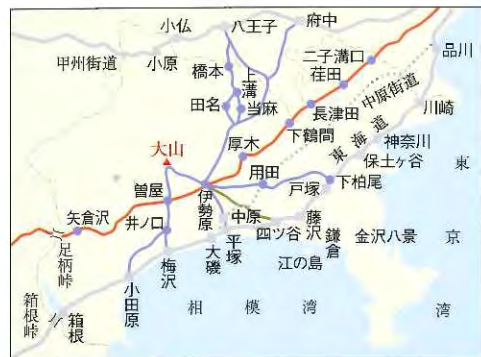 小仏
八王子
府中
甲州街道
小原
橋本
上溝
田名
当麻
二子溝口
荏田
品川
中原街道
長津田
川崎
下鶴間
東海道
神奈川
保土ヶ谷
大山
厚木
用田
戸塚
下柏尾
東京湾
曽屋
伊勢原
矢倉沢
井ノ口
中原
四ツ谷
藤沢
鎌倉
金沢八景
足柄峠
平塚
大磯
江の島
梅沢
小田原
相模湾
箱根峠
箱根